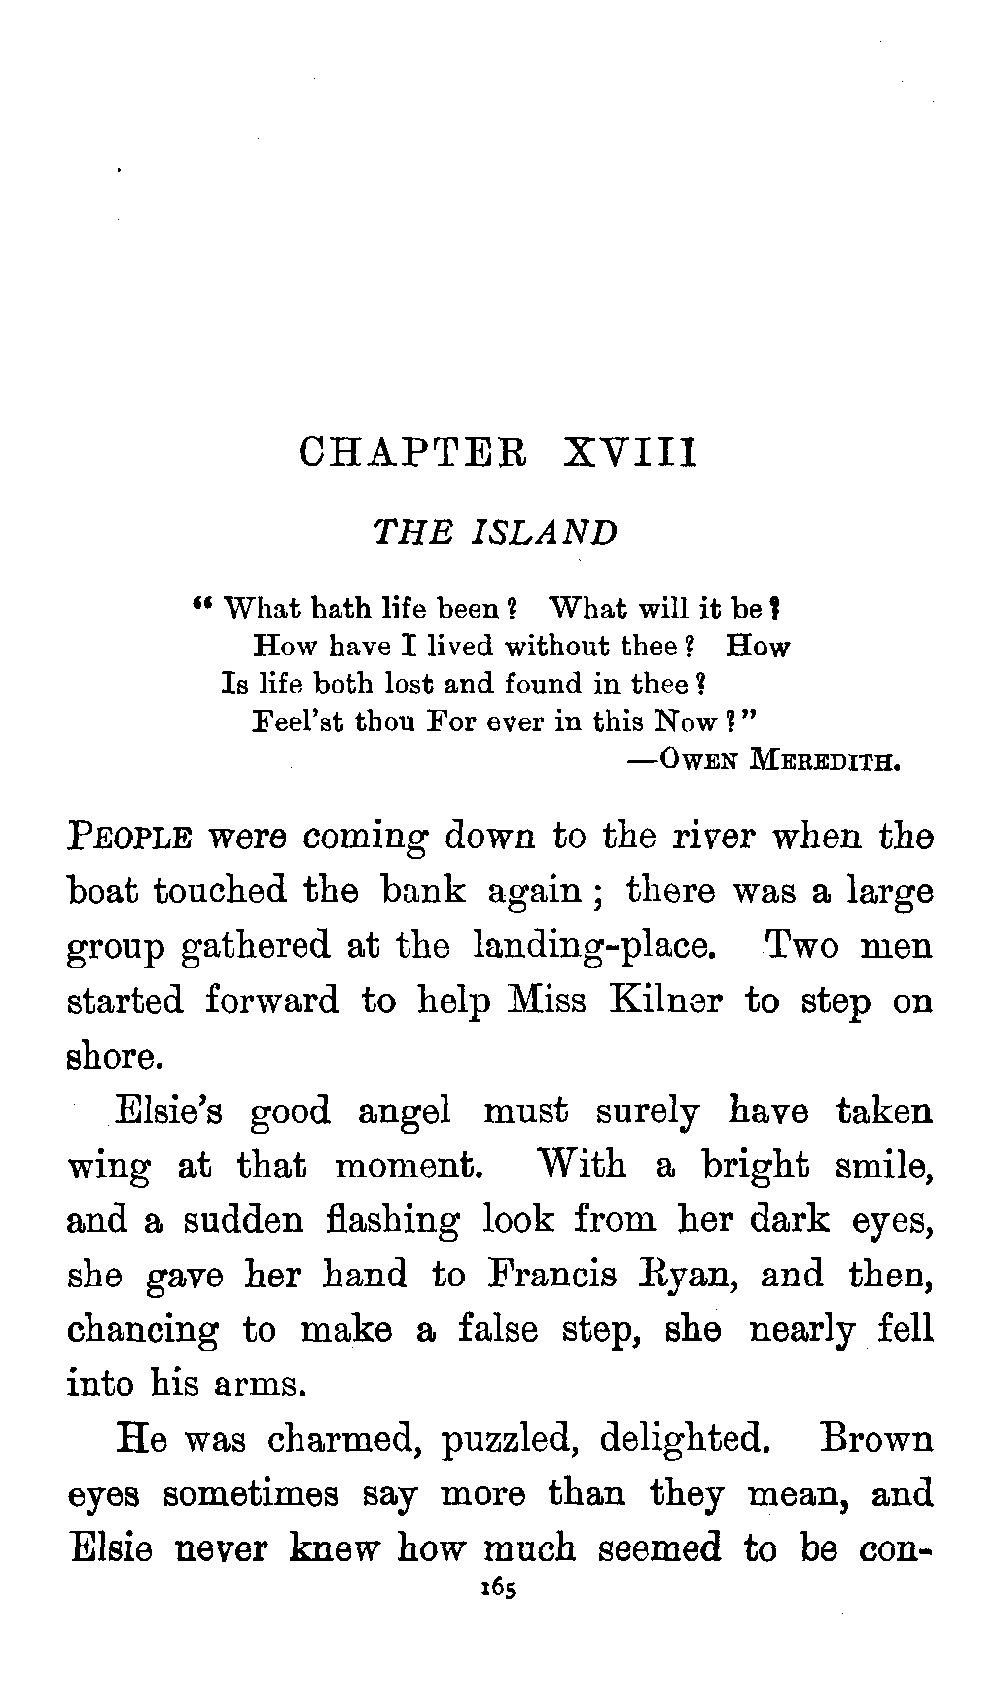 CHAPTER XVIII
THE ISLAND
“ What hath life been ? What will it be ?
How have I lived without thee ? How
Is life both lost and found in thee ?
Feel'st thou For ever in this Now ? ”
—OWEN MEREDITH.
PEOPLE were coming down to the river when the
boat touched the bank again ; there was a large
group gathered at the landing-place. Two men
started forward to help Miss Kilner to step on
shore.
Elsie's good angel must surely have taken
wing at that moment. With a bright smile,
and a sudden flashing look from her dark eyes,
she gave her hand to Francis Ryan, and then,
chancing to make a false step, she nearly fell
into his arms.
He was charmed, puzzled, delighted. Brown
eyes sometimes say more than they mean, and
Elsie never knew how much seemed to be con-
165